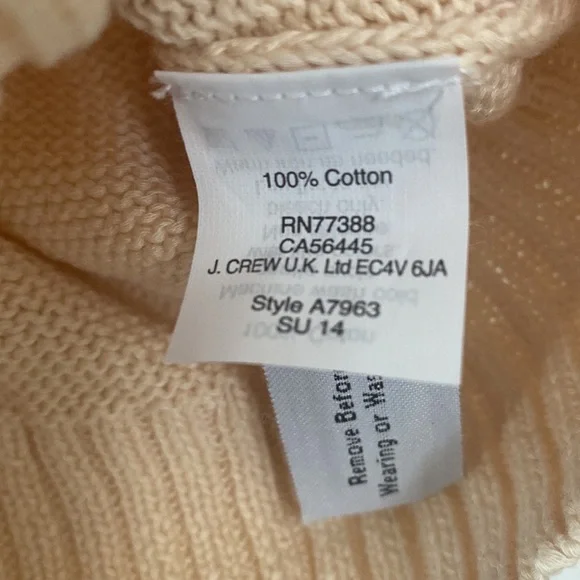 100% Cotton
RN77388
CA56445
J. CREW U.K. Ltd EC4V 6JA
Style A7963
SU 14
Remove Before
Wearing or Was